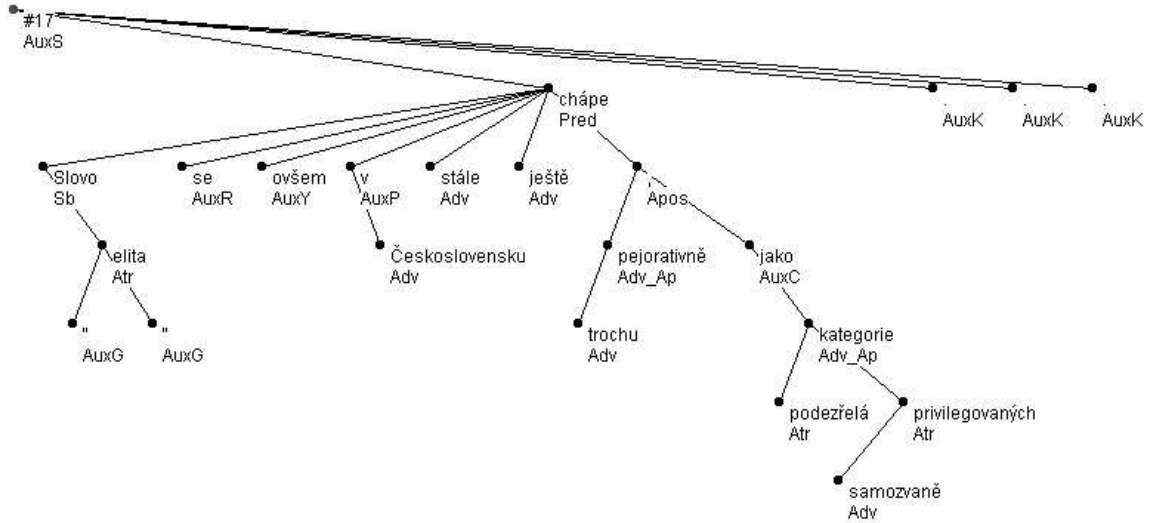 #17
AuxS
chápe
Pred
.
AuxK
.
AuxK
.
AuxK
Slovo
Sb
se
AuxR
ovšem
AuxY
v
AuxP
stále
Adv
ještě
Adv
,
Apos
elita
Atr
Československu
Adv
pejorativně
Adv_Ap
jako
AuxC
"
AuxG
"
AuxG
trochu
Adv
kategorie
Adv_Ap
podezřelá
Atr
privilegovaných
Atr
samozvaně
Adv